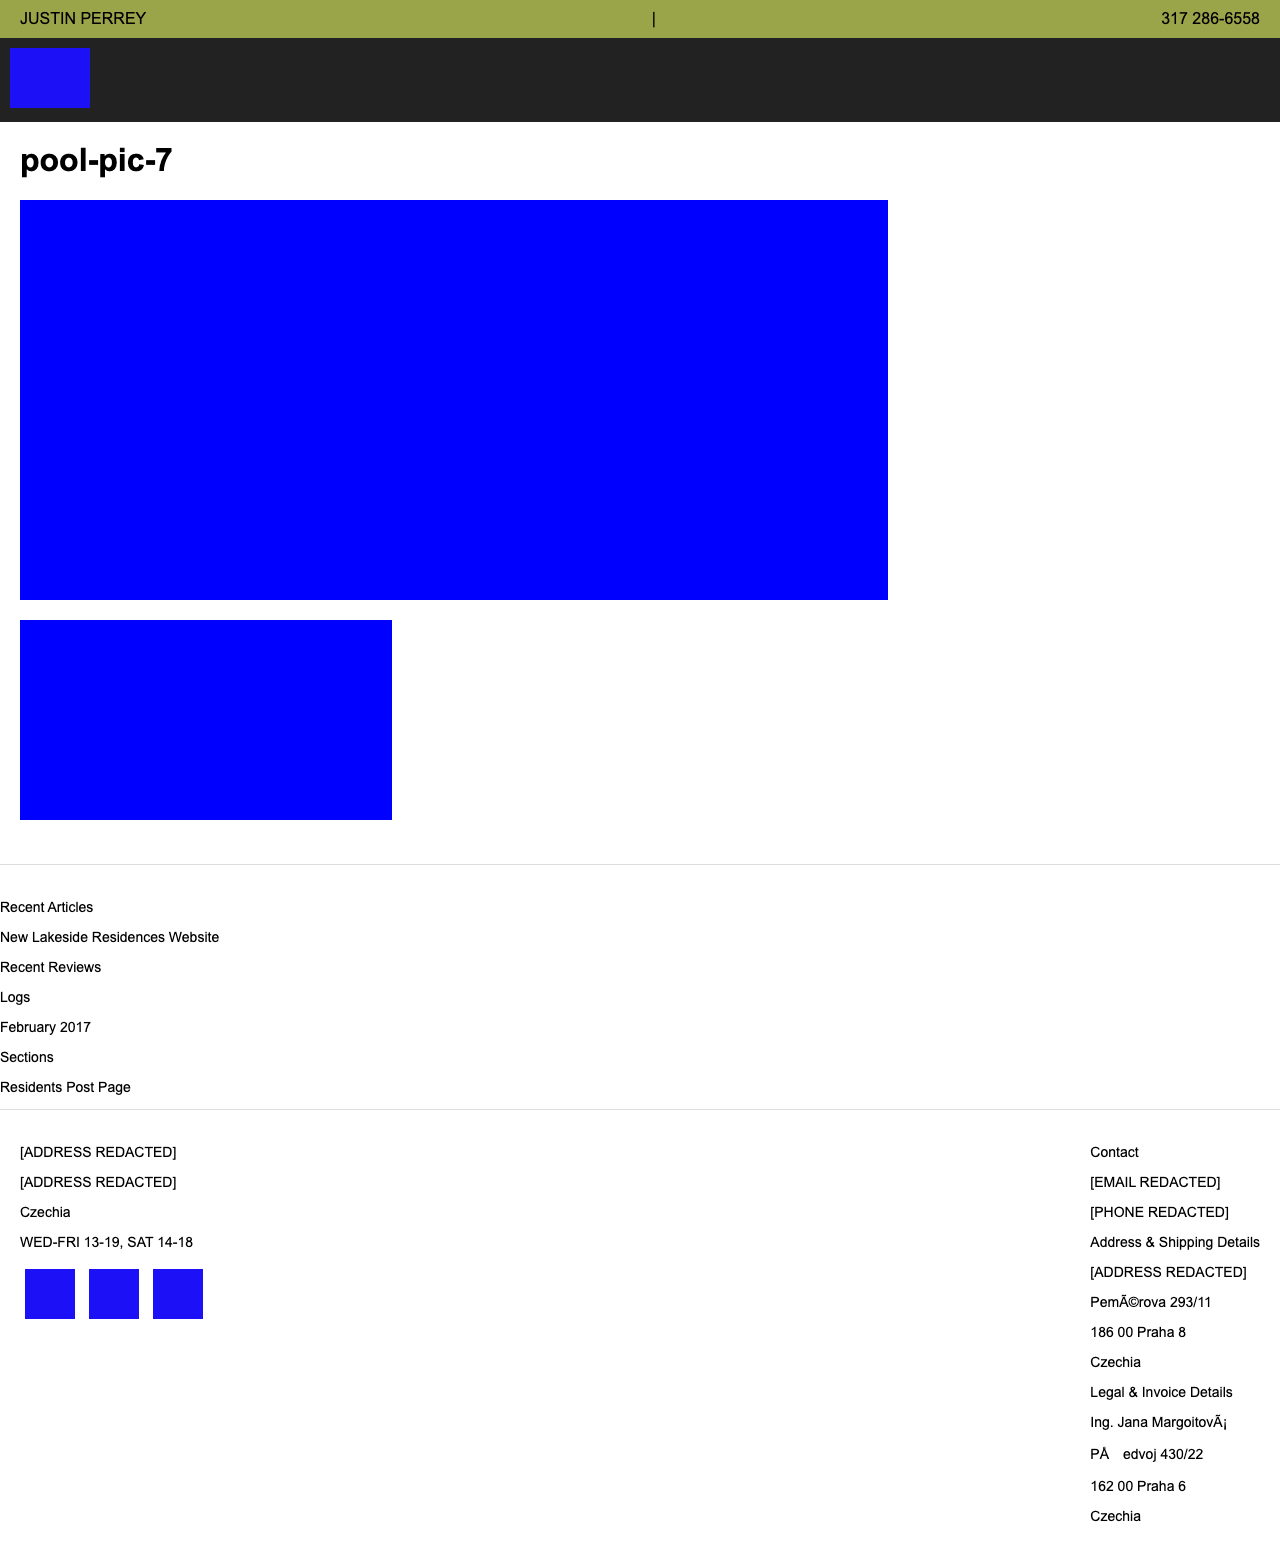 JUSTIN PERREY | 317 286-6558
pool-pic-7
Recent Articles
New Lakeside Residences Website
Recent Reviews
Logs
February 2017
Sections
Residents Post Page
[ADDRESS REDACTED]
[ADDRESS REDACTED]
Czechia
WED-FRI 13-19, SAT 14-18
Contact
[EMAIL REDACTED]
[PHONE REDACTED]
Address & Shipping Details
[ADDRESS REDACTED]
PemÃ©rova 293/11
186 00 Praha 8
Czechia
Legal & Invoice Details
Ing. Jana MargoitovÃ¡
PÅ edvoj 430/22
162 00 Praha 6
Czechia